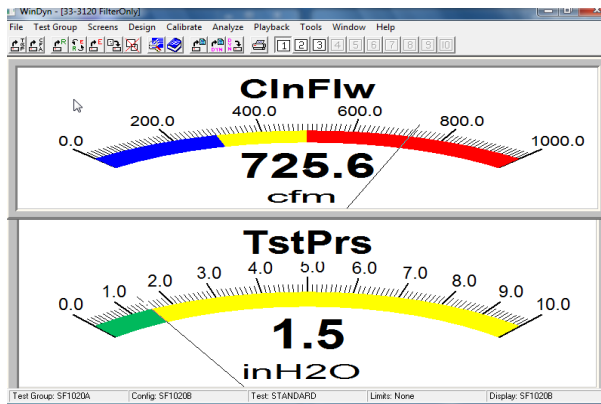 WinDyn - [33-3120 FilterOnly]
File Test Group Screens Design Calibrate Analyze Playback Tools Window Help
1 2 3 4 5 6 7 8 9 10
ClnFlw
0.0 200.0 400.0 600.0 800.0 1000.0
725.6
cfm
TstPrs
0.0 1.0 2.0 3.0 4.0 5.0 6.0 7.0 8.0 9.0 10.0
1.5
inH2O
Test Group: SF1020A Config: SF1020B Test: STANDARD Limits: None Display: SF1020B